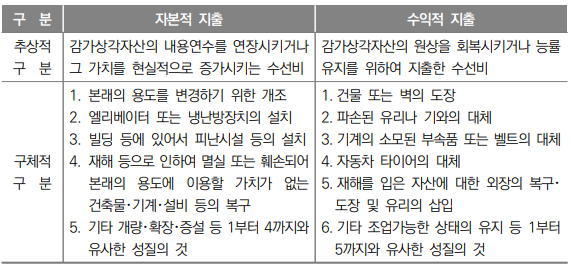 구 분 자본적 지출 수익적 지출
추상적 구 분
감가상각자산의 내용연수를 연장시키거나
그 가치를 현실적으로 증가시키는 수선비
감가상각자산의 원상을 회복시키거나 능률
유지를 위하여 지출한 수선비
구체적 구 분
1. 본래의 용도를 변경하기 위한 개조
2. 엘리베이터 또는 냉난방장치의 설치
3. 빌딩 등에 있어서 피난시설 등의 설치
4. 재해 등으로 인하여 멸실 또는 훼손되어
본래의 용도에 이용할 가치가 없는
건축물·기계·설비 등의 복구
5. 기타 개량·확장·증설 등 1부터 4까지와
유사한 성질의 것
1. 건물 또는 벽의 도장
2. 파손된 유리나 기와의 대체
3. 기계의 소모된 부속품 또는 벨트의 대체
4. 자동차 타이어의 대체
5. 재해를 입은 자산에 대한 외장의 복구·
도장 및 유리의 삽입
6. 기타 조업가능한 상태의 유지 등 1부터
5까지와 유사한 성질의 것